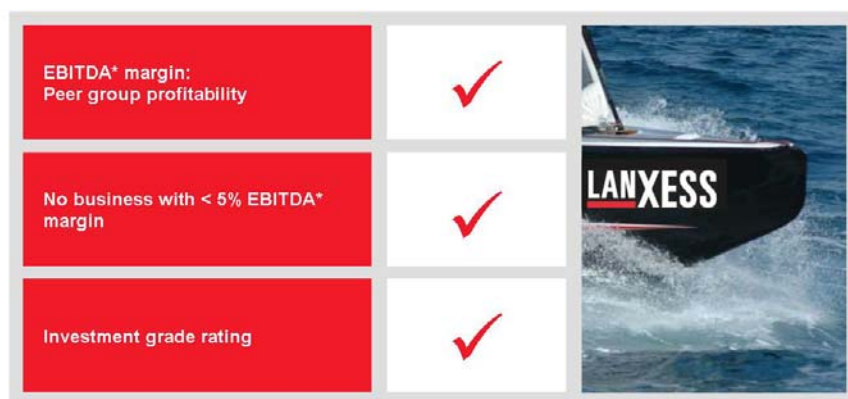 EBITDA* margin:
Peer group profitability
No business with < 5% EBITDA*
margin
Investment grade rating
LANXESS